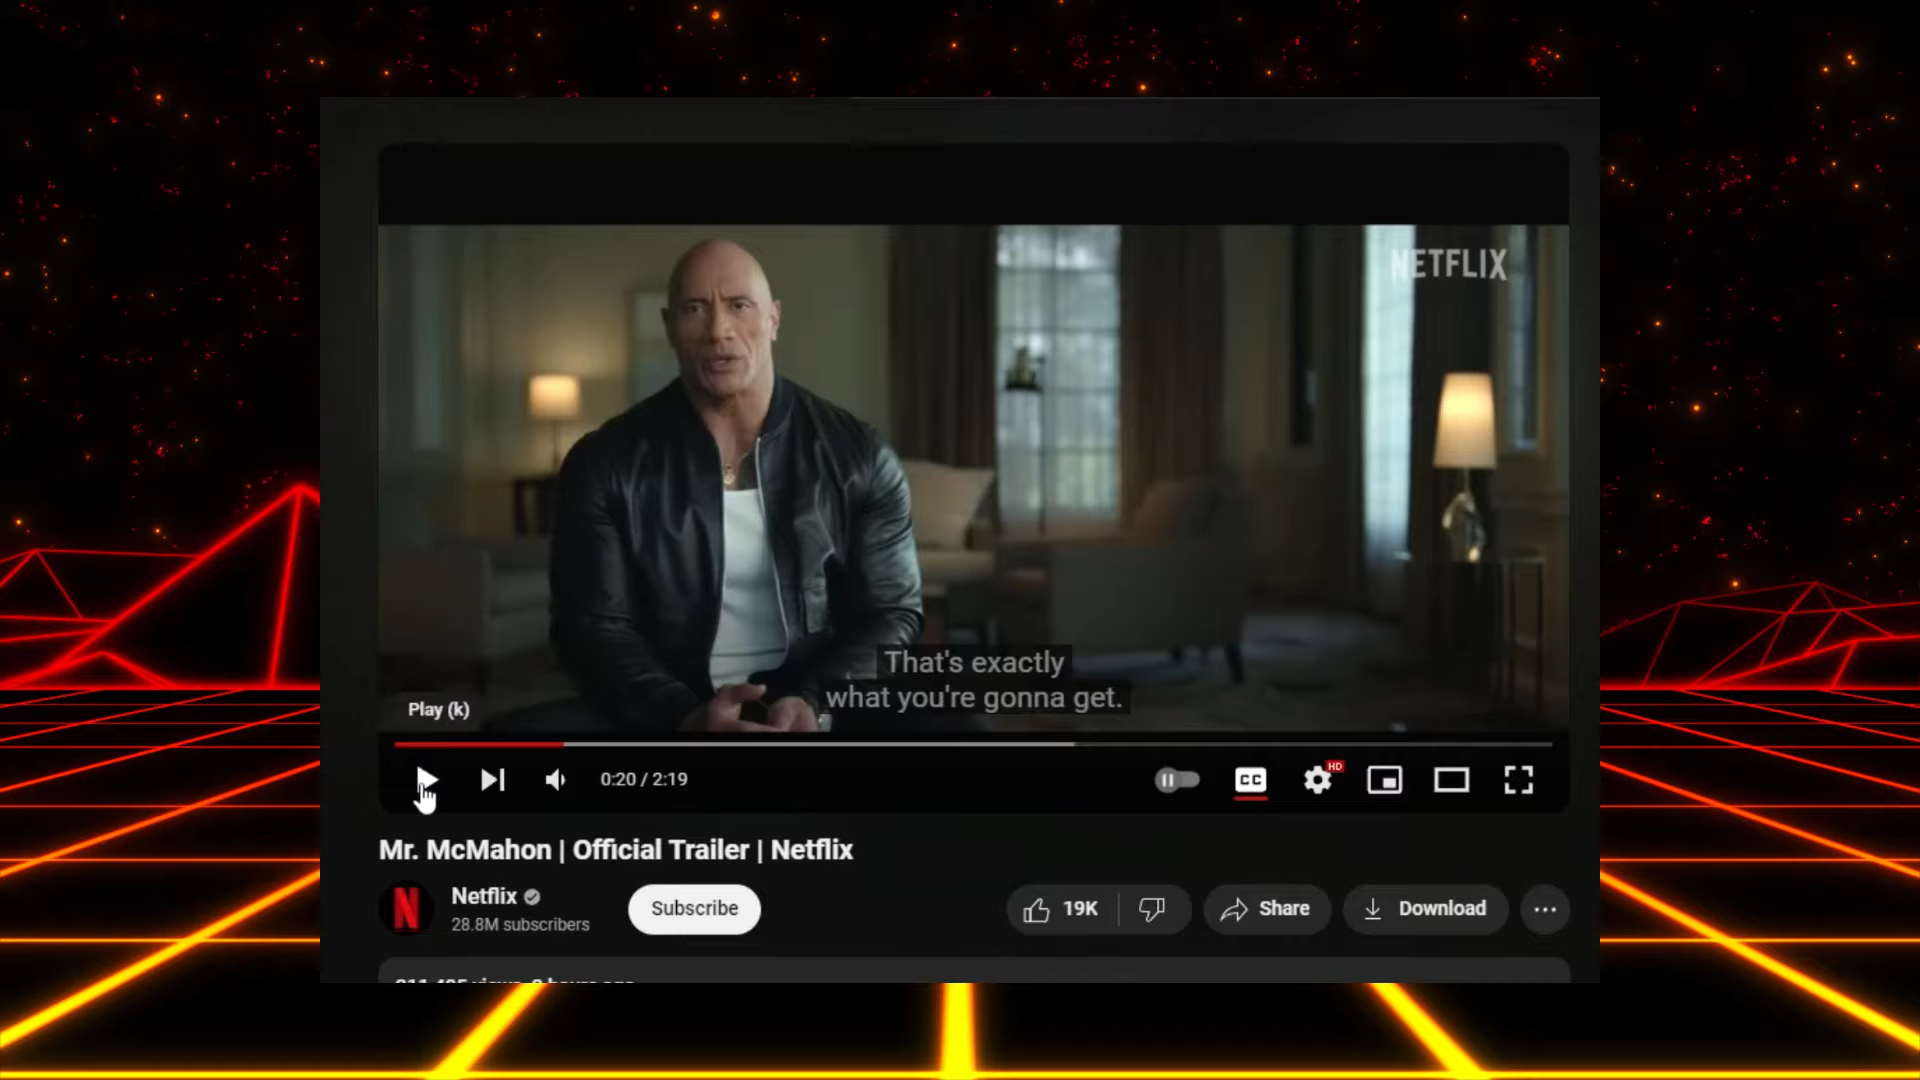 NETFLIX
That's exactly
what you're gonna get.
Play (k)
0:20 / 2:19
CC
HD
Mr. McMahon | Official Trailer | Netflix
N
Netflix
28.8M subscribers
Subscribe
19K
Share
Download